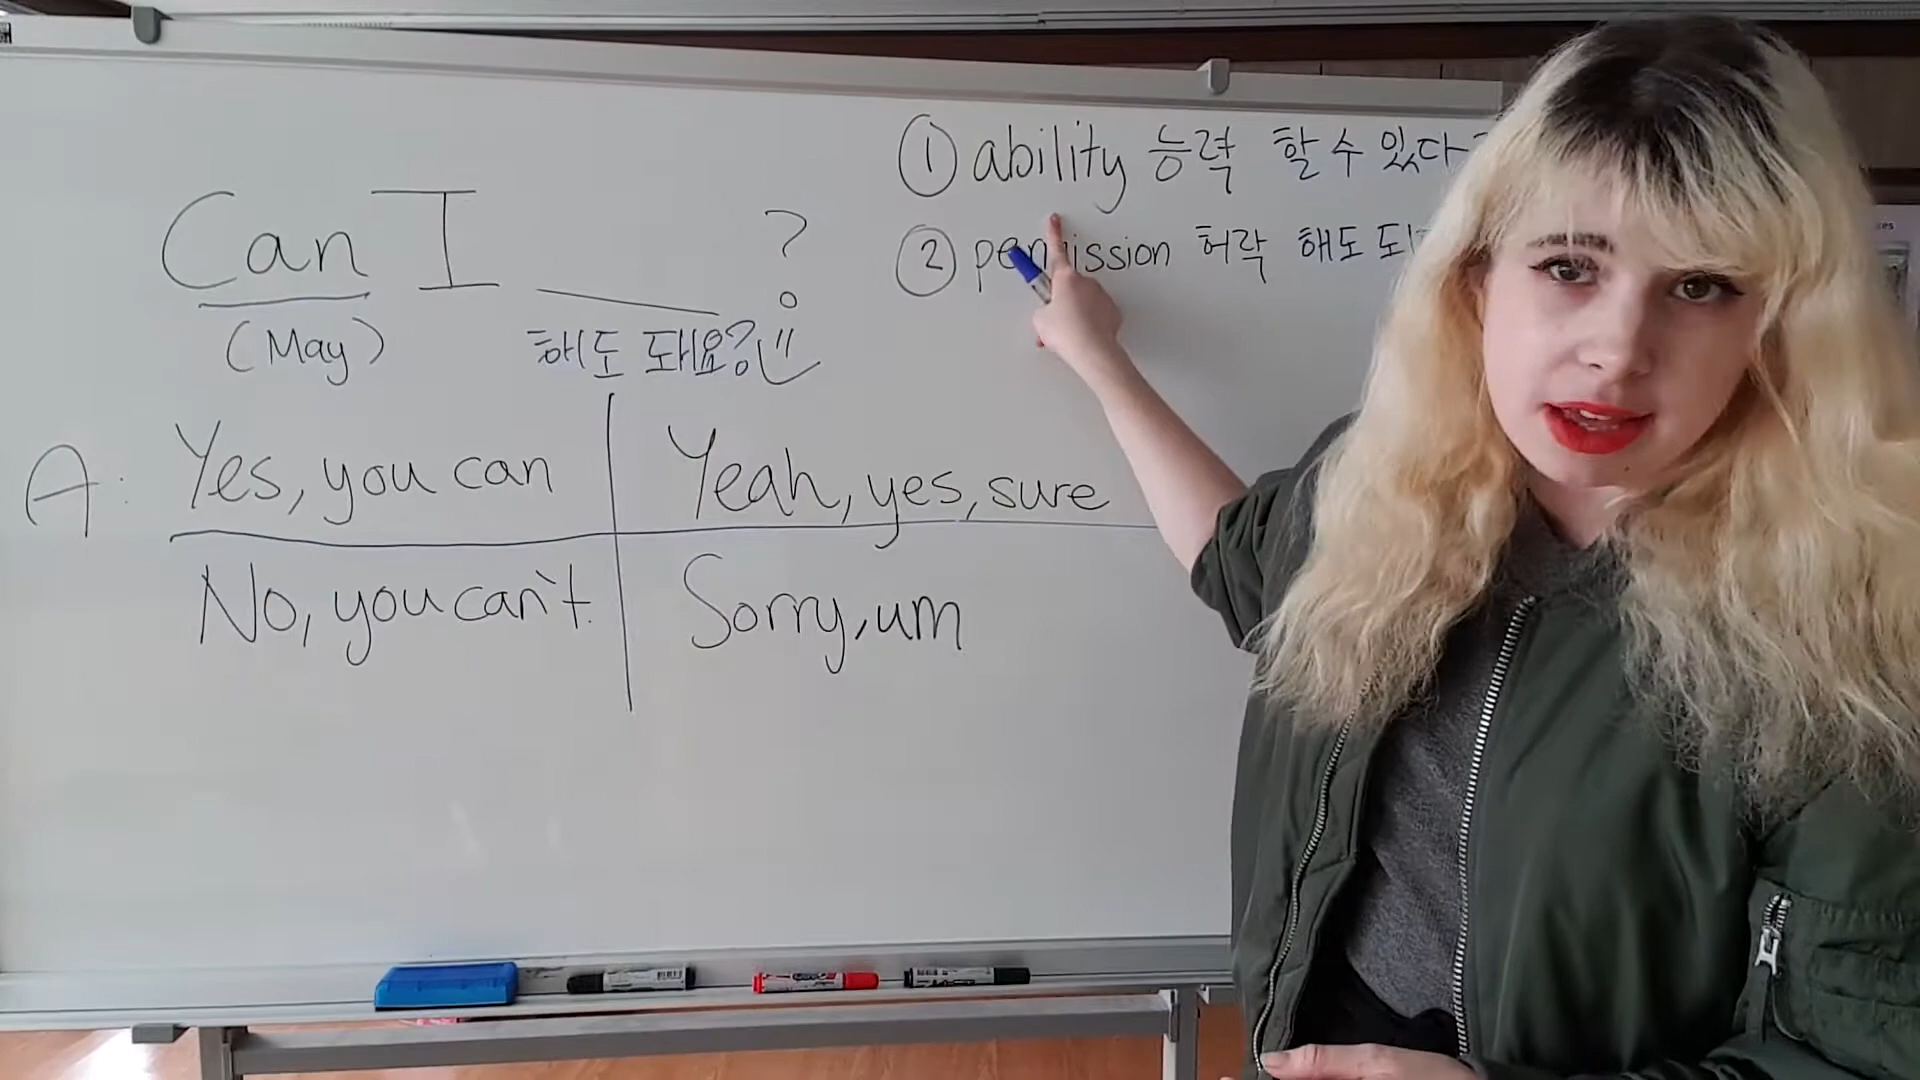 Can I ?
(May) 해도 돼요?
① ability 능력 할 수 있다
② permission 허락 해도
A: Yes, you can Yeah, yes, sure
No, you can't. Sorry, um